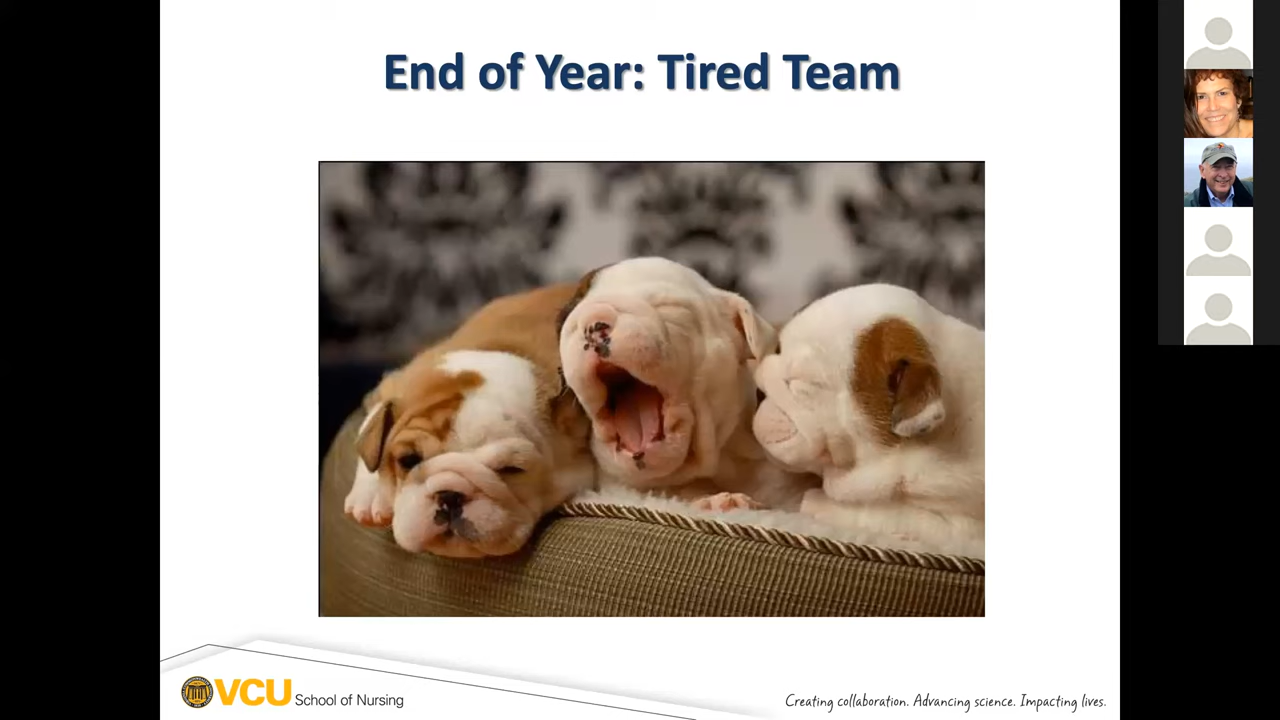 End of Year: Tired Team
VCU School of Nursing
Creating collaboration. Advancing science. Impacting lives.